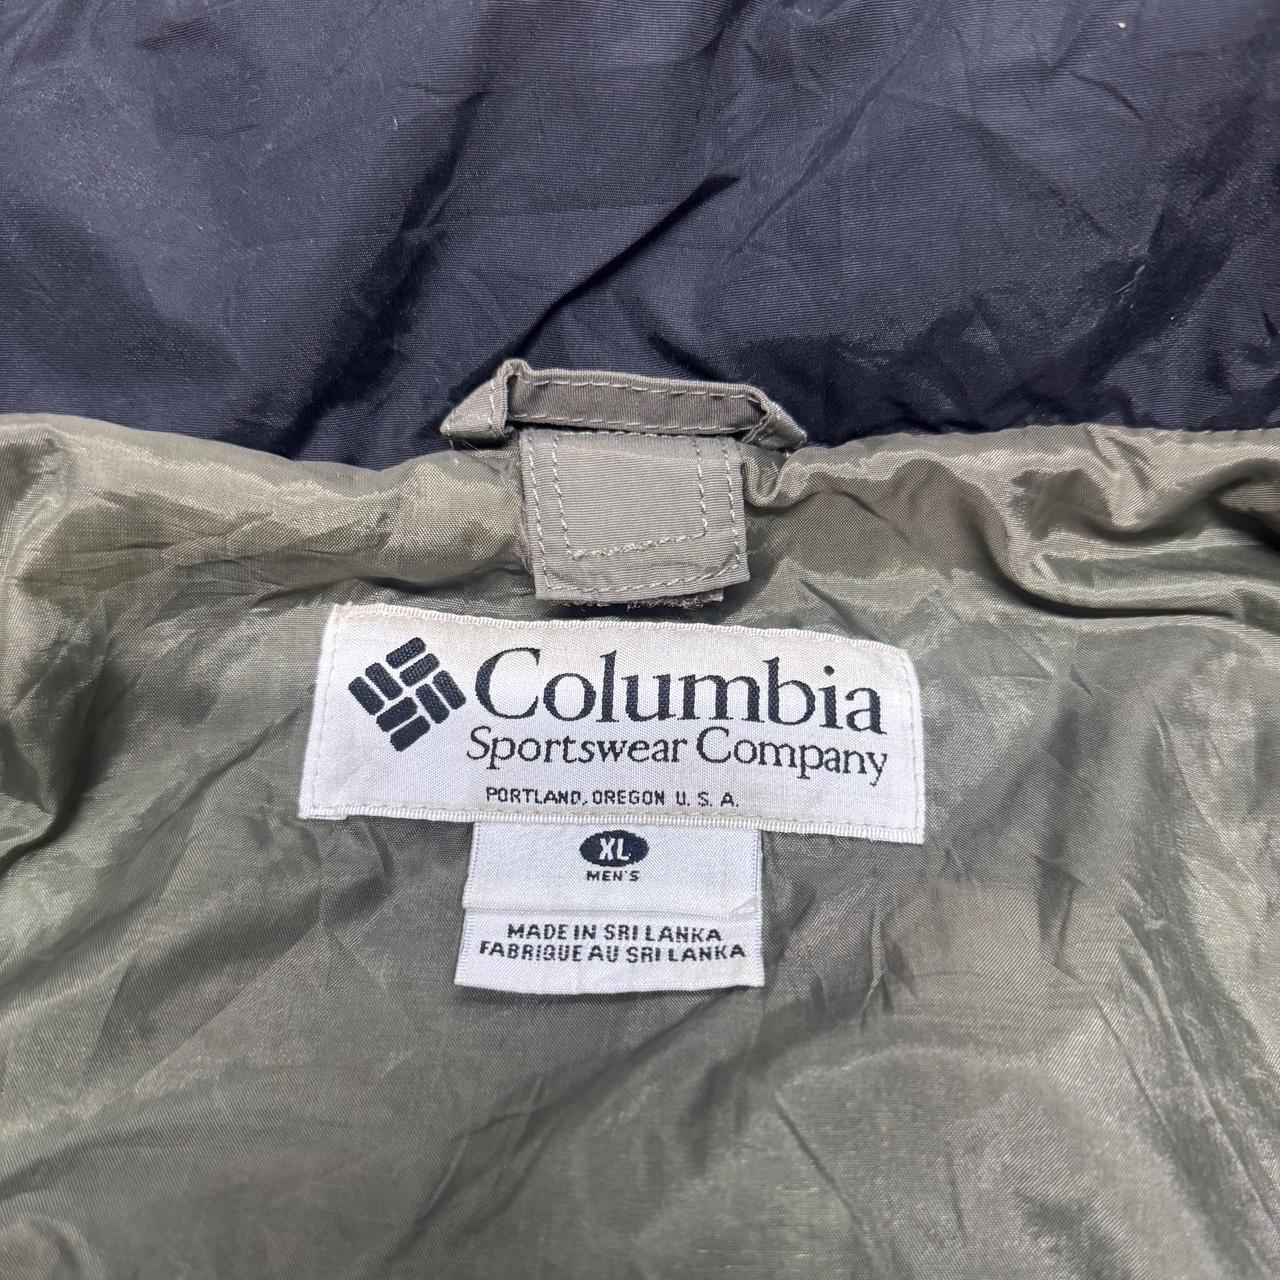 Columbia
Sportswear Company
PORTLAND, OREGON U. S. A.
XL
MEN'S
MADE IN SRI LANKA
FABRIQUE AU SRI LANKA